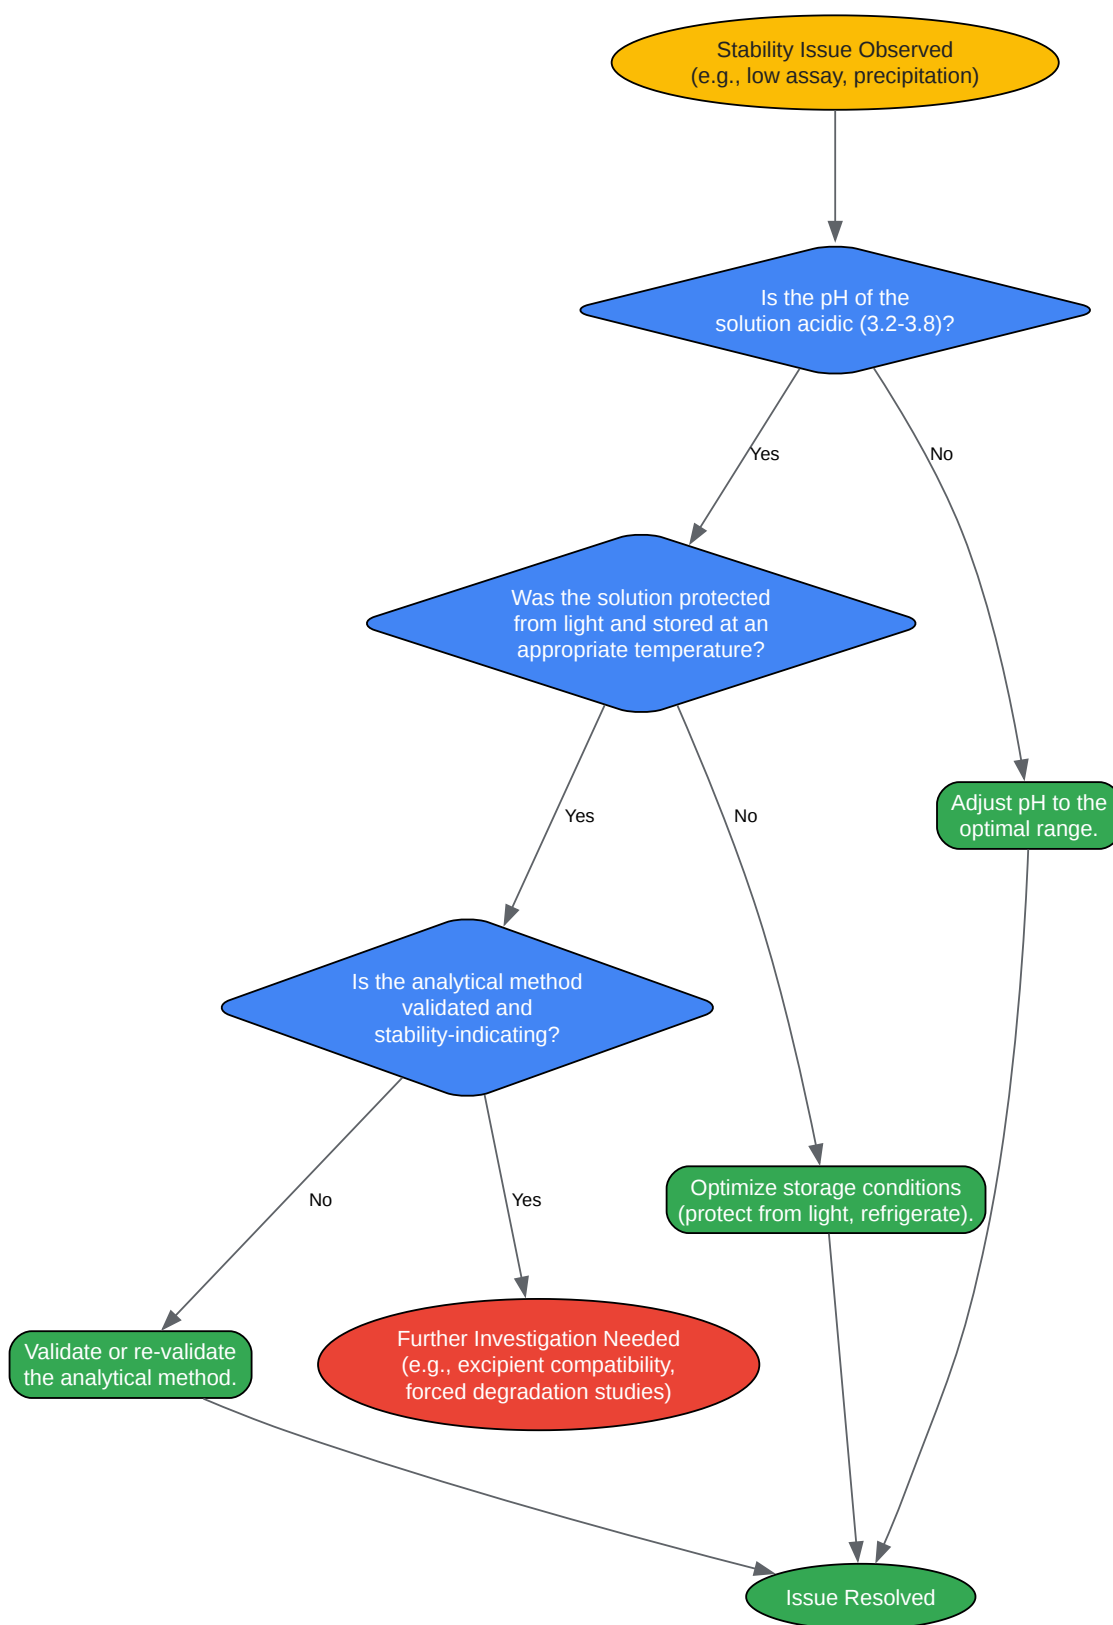 Stability Issue Observed
(e.g., low assay, precipitation)
Is the pH of the
solution acidic (3.2-3.8)?
Yes
No
Was the solution protected
from light and stored at an
appropriate temperature?
Adjust pH to the
optimal range.
Yes
No
Is the analytical method
validated and
stability-indicating?
No
Yes
Optimize storage conditions
(protect from light, refrigerate).
Validate or re-validate
the analytical method.
Further Investigation Needed
(e.g., excipient compatibility,
forced degradation studies)
Issue Resolved